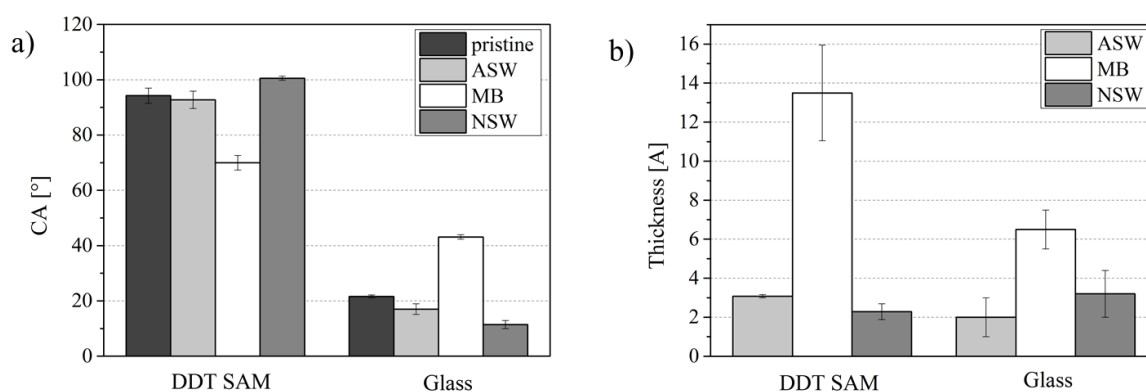 a)
CA [°]
120
100
80
60
40
20
0
pristine
ASW
MB
NSW
DDT SAM
Glass
b)
Thickness [A]
16
14
12
10
8
6
4
2
0
ASW
MB
NSW
DDT SAM
Glass